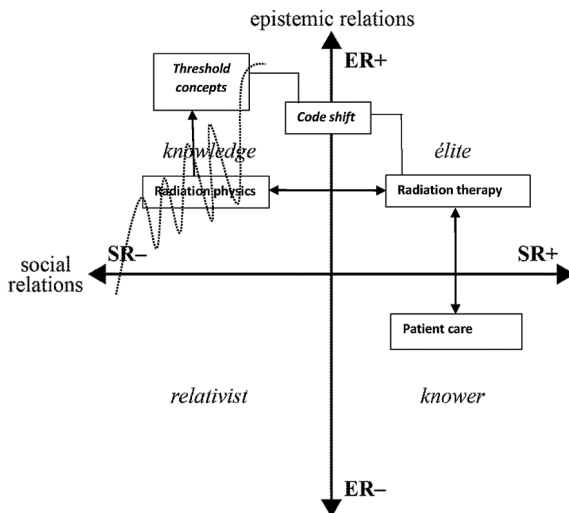 epistemic relations
ER+
Threshold
concepts
Code shift
knowledge
élite
Radiation physics
Radiation therapy
SR–
SR+
social
relations
Patient care
relativist
knower
ER–